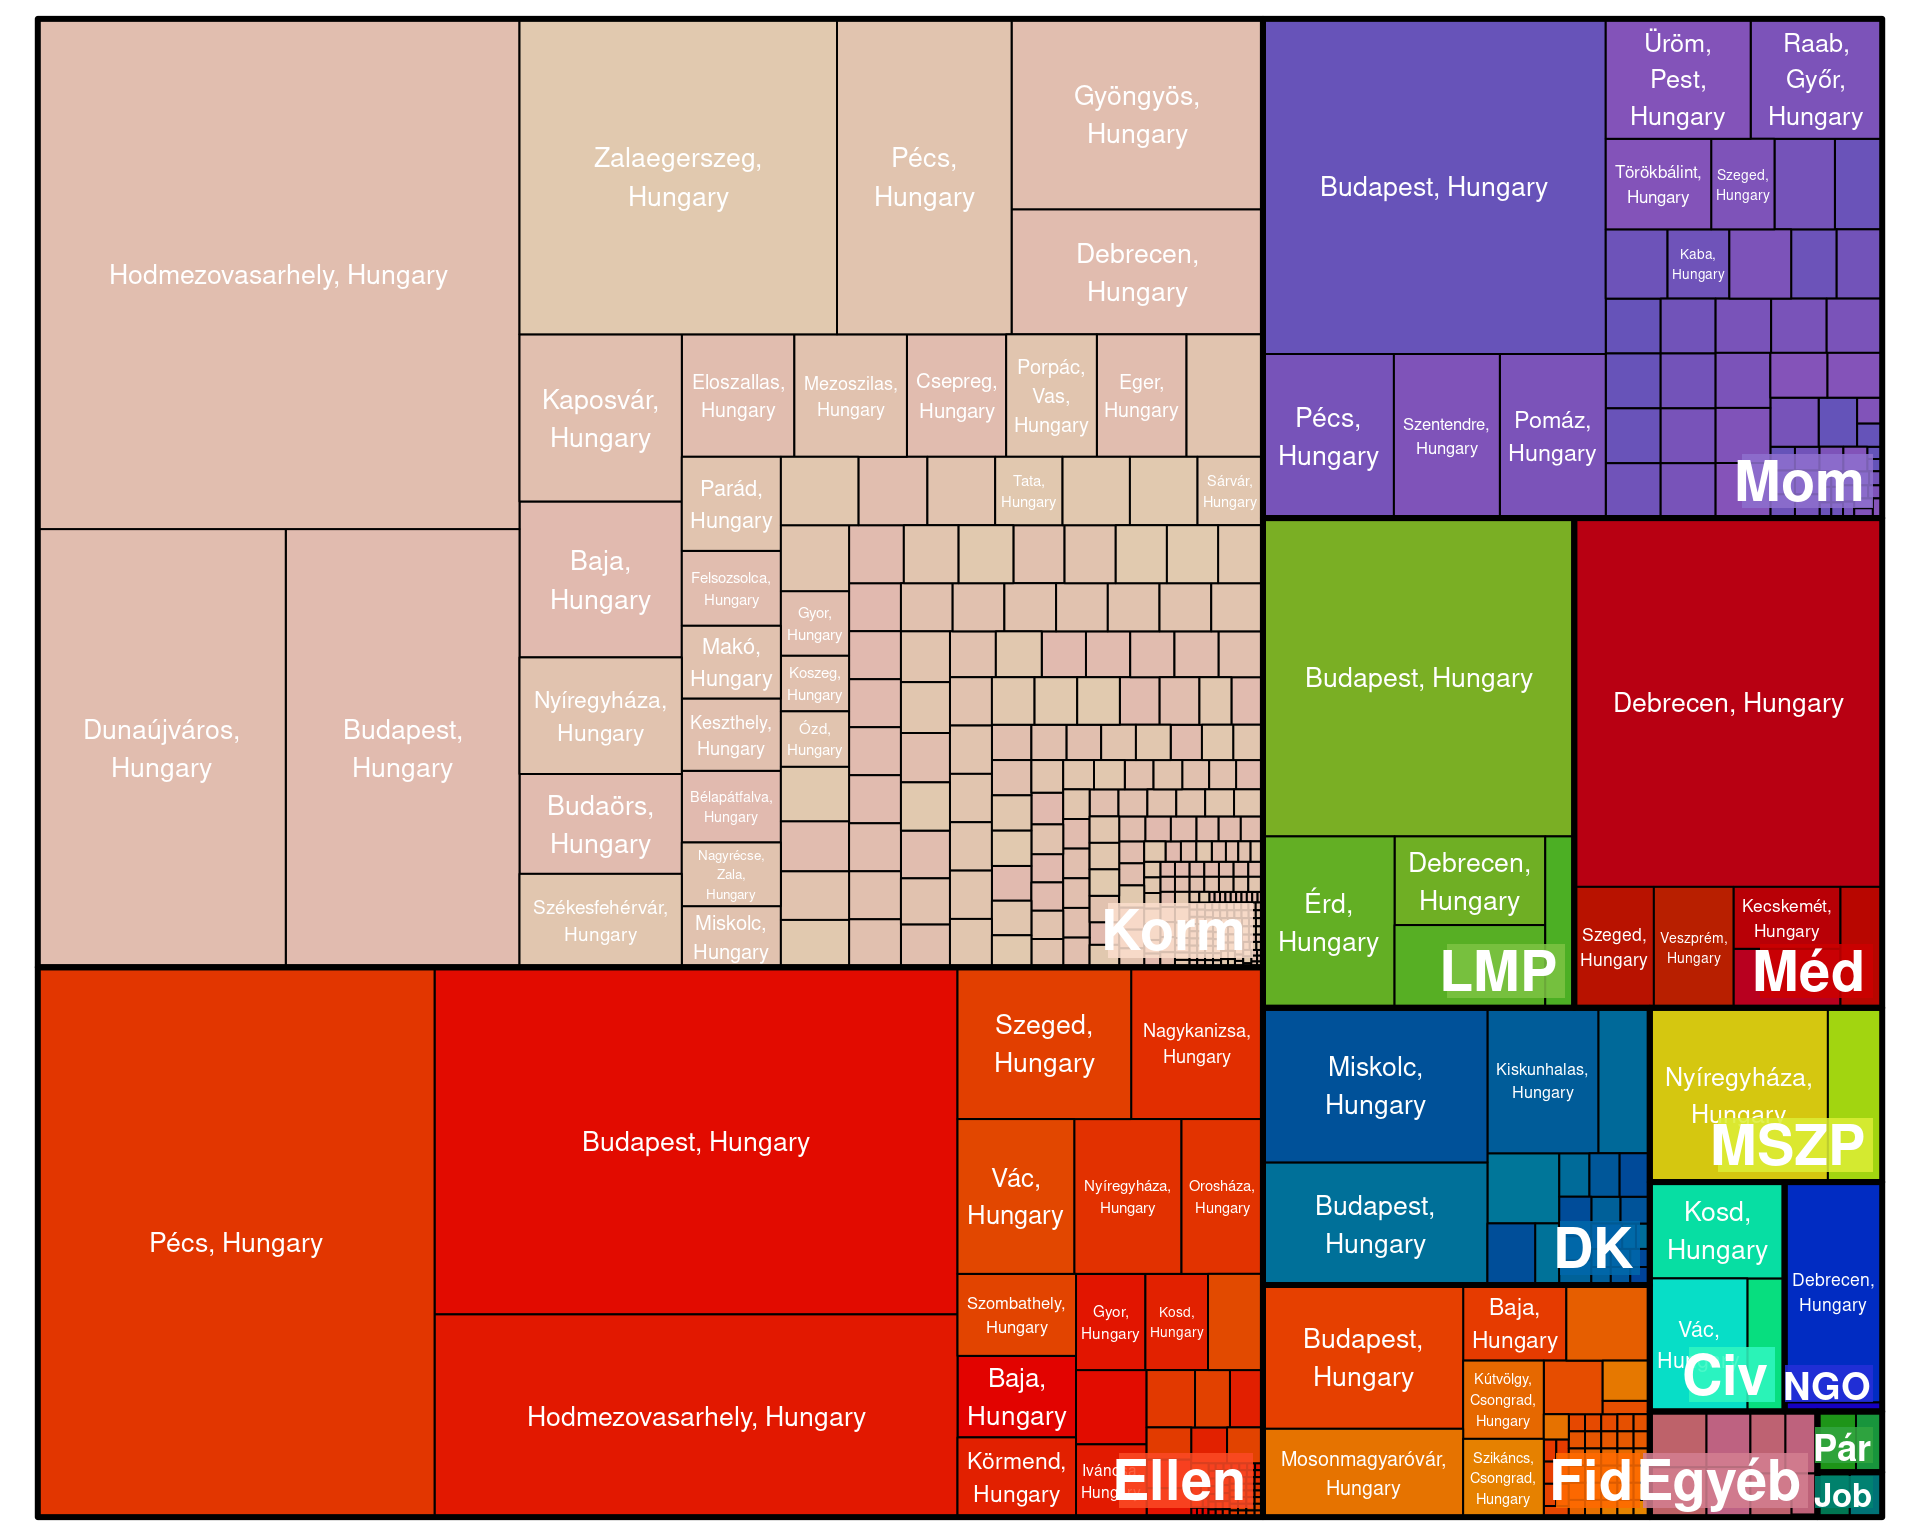 Hodmezovasarhely, Hungary
Dunaújváros,
Hungary
Budapest,
Hungary
Zalaegerszeg,
Hungary
Pécs,
Hungary
Gyöngyös,
Hungary
Debrecen,
Hungary
Kaposvár,
Hungary
Baja,
Hungary
Nyíregyháza,
Hungary
Budaörs,
Hungary
Székesfehérvár,
Hungary
Eloszallas,
Hungary
Mezoszilas,
Hungary
Csepreg,
Hungary
Porpác,
Vas,
Hungary
Eger,
Hungary
Parád,
Hungary
Felsozsolca,
Hungary
Makó,
Hungary
Keszthely,
Hungary
Bélapátfalva,
Hungary
Nagyrécse,
Zala,
Hungary
Miskolc,
Hungary
Tata,
Hungary
Sárvár,
Hungary
Gyor,
Hungary
Koszeg,
Hungary
Ózd,
Hungary
Korm
Pécs, Hungary
Budapest, Hungary
Hodmezovasarhely, Hungary
Szeged,
Hungary
Nagykanizsa,
Hungary
Vác,
Hungary
Nyíregyháza,
Hungary
Orosháza,
Hungary
Szombathely,
Hungary
Gyor,
Hungary
Kosd,
Hungary
Baja,
Hungary
Körmend,
Hungary
Ellen
Budapest, Hungary
Üröm,
Pest,
Hungary
Raab,
Győr,
Hungary
Törökbálint,
Hungary
Szeged,
Hungary
Kaba,
Hungary
Pécs,
Hungary
Szentendre,
Hungary
Pomáz,
Hungary
Mom
Budapest, Hungary
Érd,
Hungary
Debrecen,
Hungary
LMP
Debrecen, Hungary
Szeged,
Hungary
Veszprém,
Hungary
Kecskemét,
Hungary
Méd
Miskolc,
Hungary
Kiskunhalas,
Hungary
Budapest,
Hungary
DK
Nyíregyháza,
Hungary
MSZP
Kosd,
Hungary
Vác,
Civ
Debrecen,
Hungary
NGO
Budapest,
Hungary
Baja,
Hungary
Kútvölgy,
Csongrad,
Hungary
Mosonmagyaróvár,
Hungary
Szikáncs,
Csongrad,
Hungary
Fid
Egyéb
Pár
Job